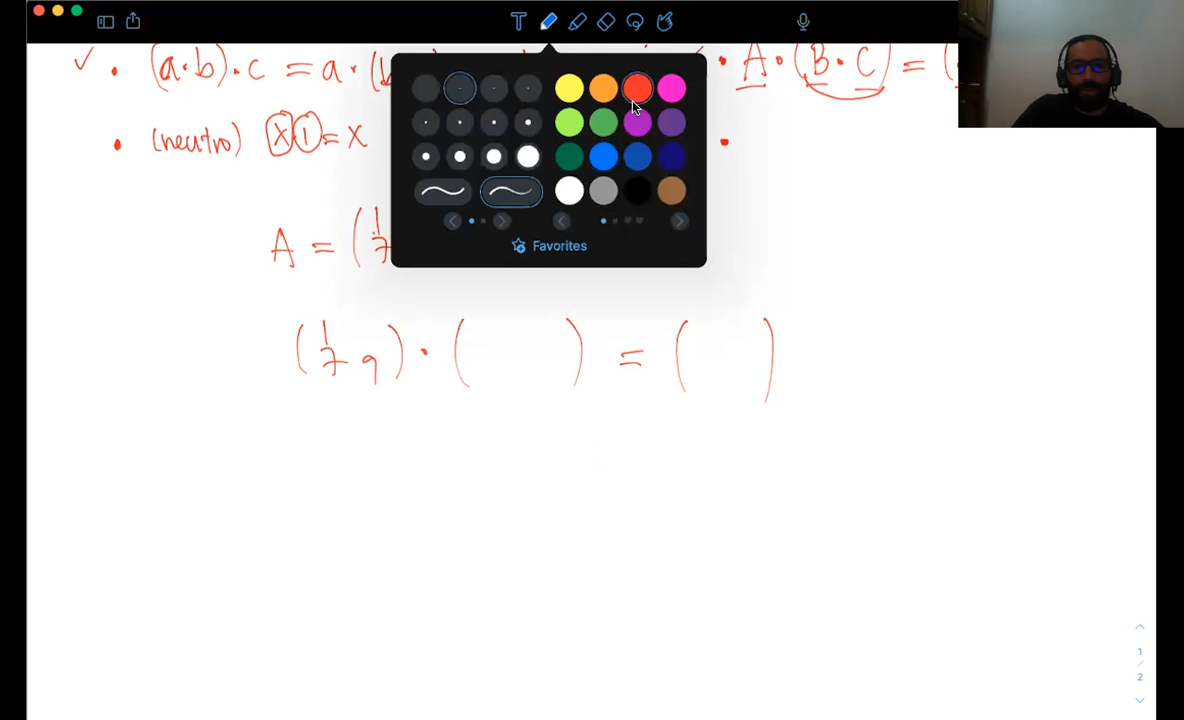 ✓ • (a·b)·c = a·(b • A·(B·C) = (
• (neutro) x 1 = x •
A = (1 7
(1 7 9) · ( ) = ( )
Favorites
1
/
2